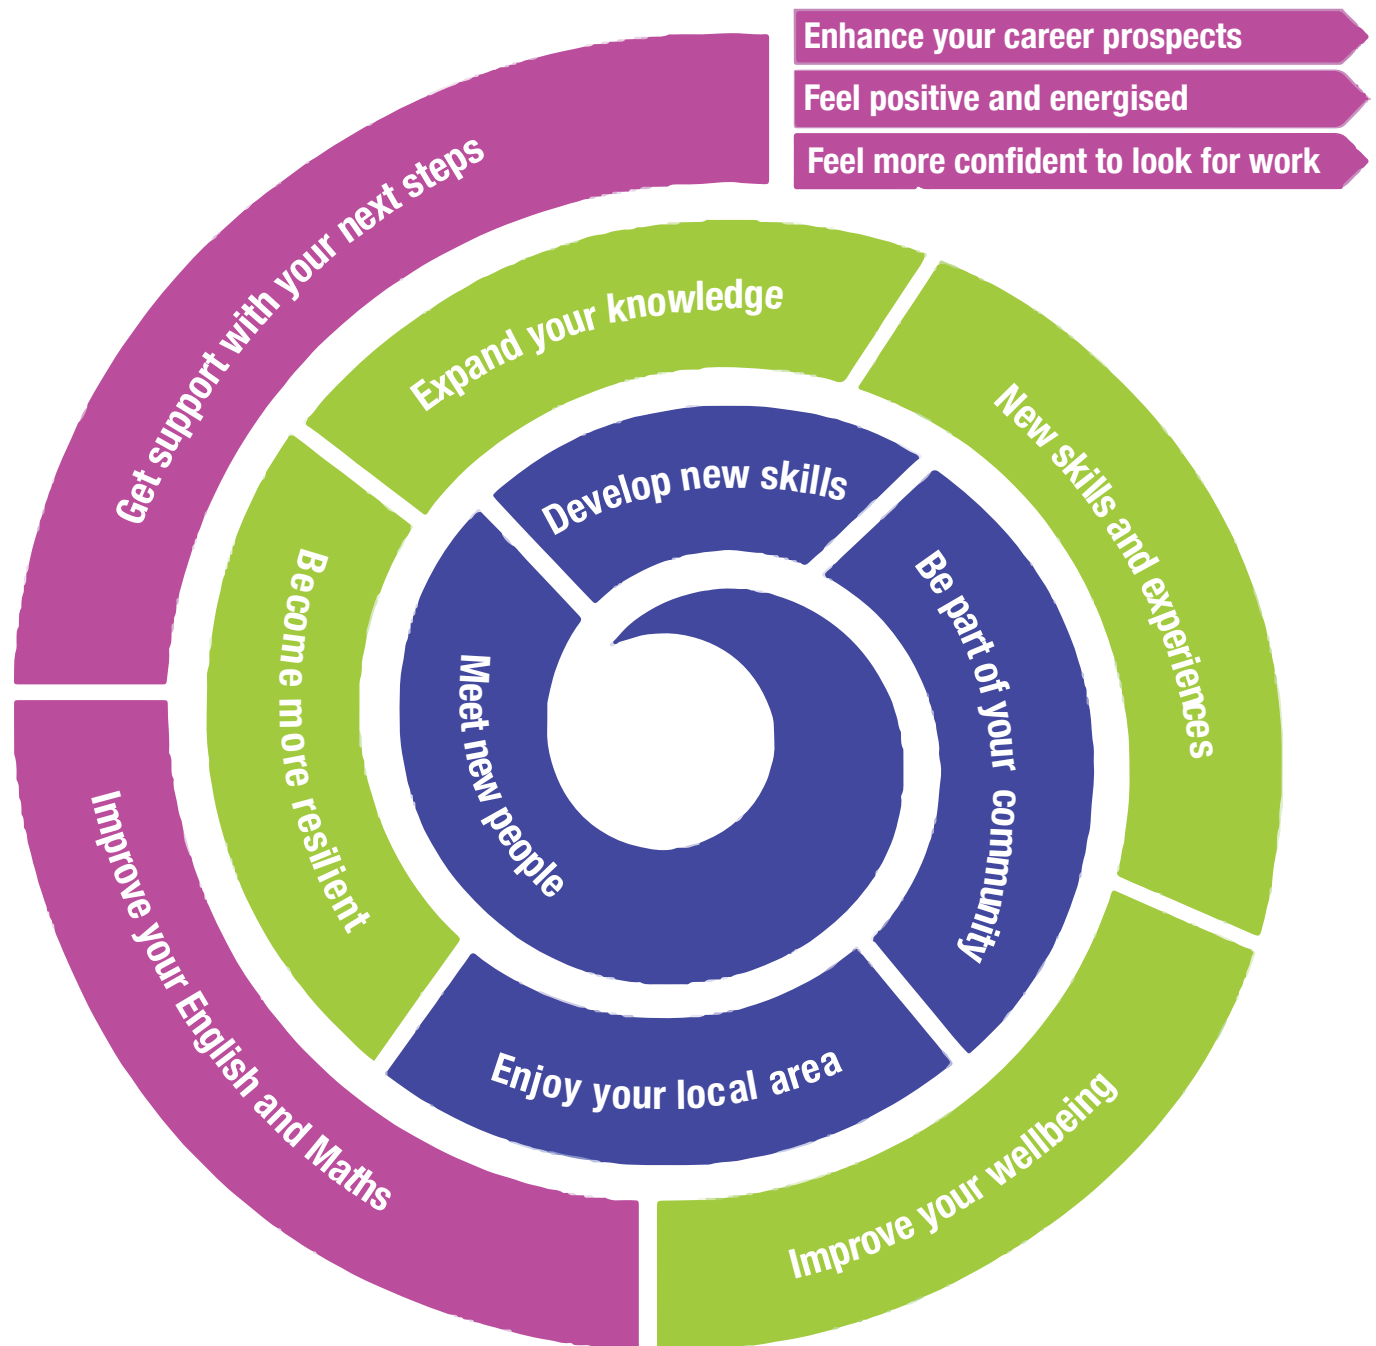 Enhance your career prospects
Feel positive and energised
Feel more confident to look for work
Get support with your next steps
Expand your knowledge
New skills and experiences
Develop new skills
Be part of your community
Become more resilient
Meet new people
Improve your English and Maths
Enjoy your local area
Improve your wellbeing